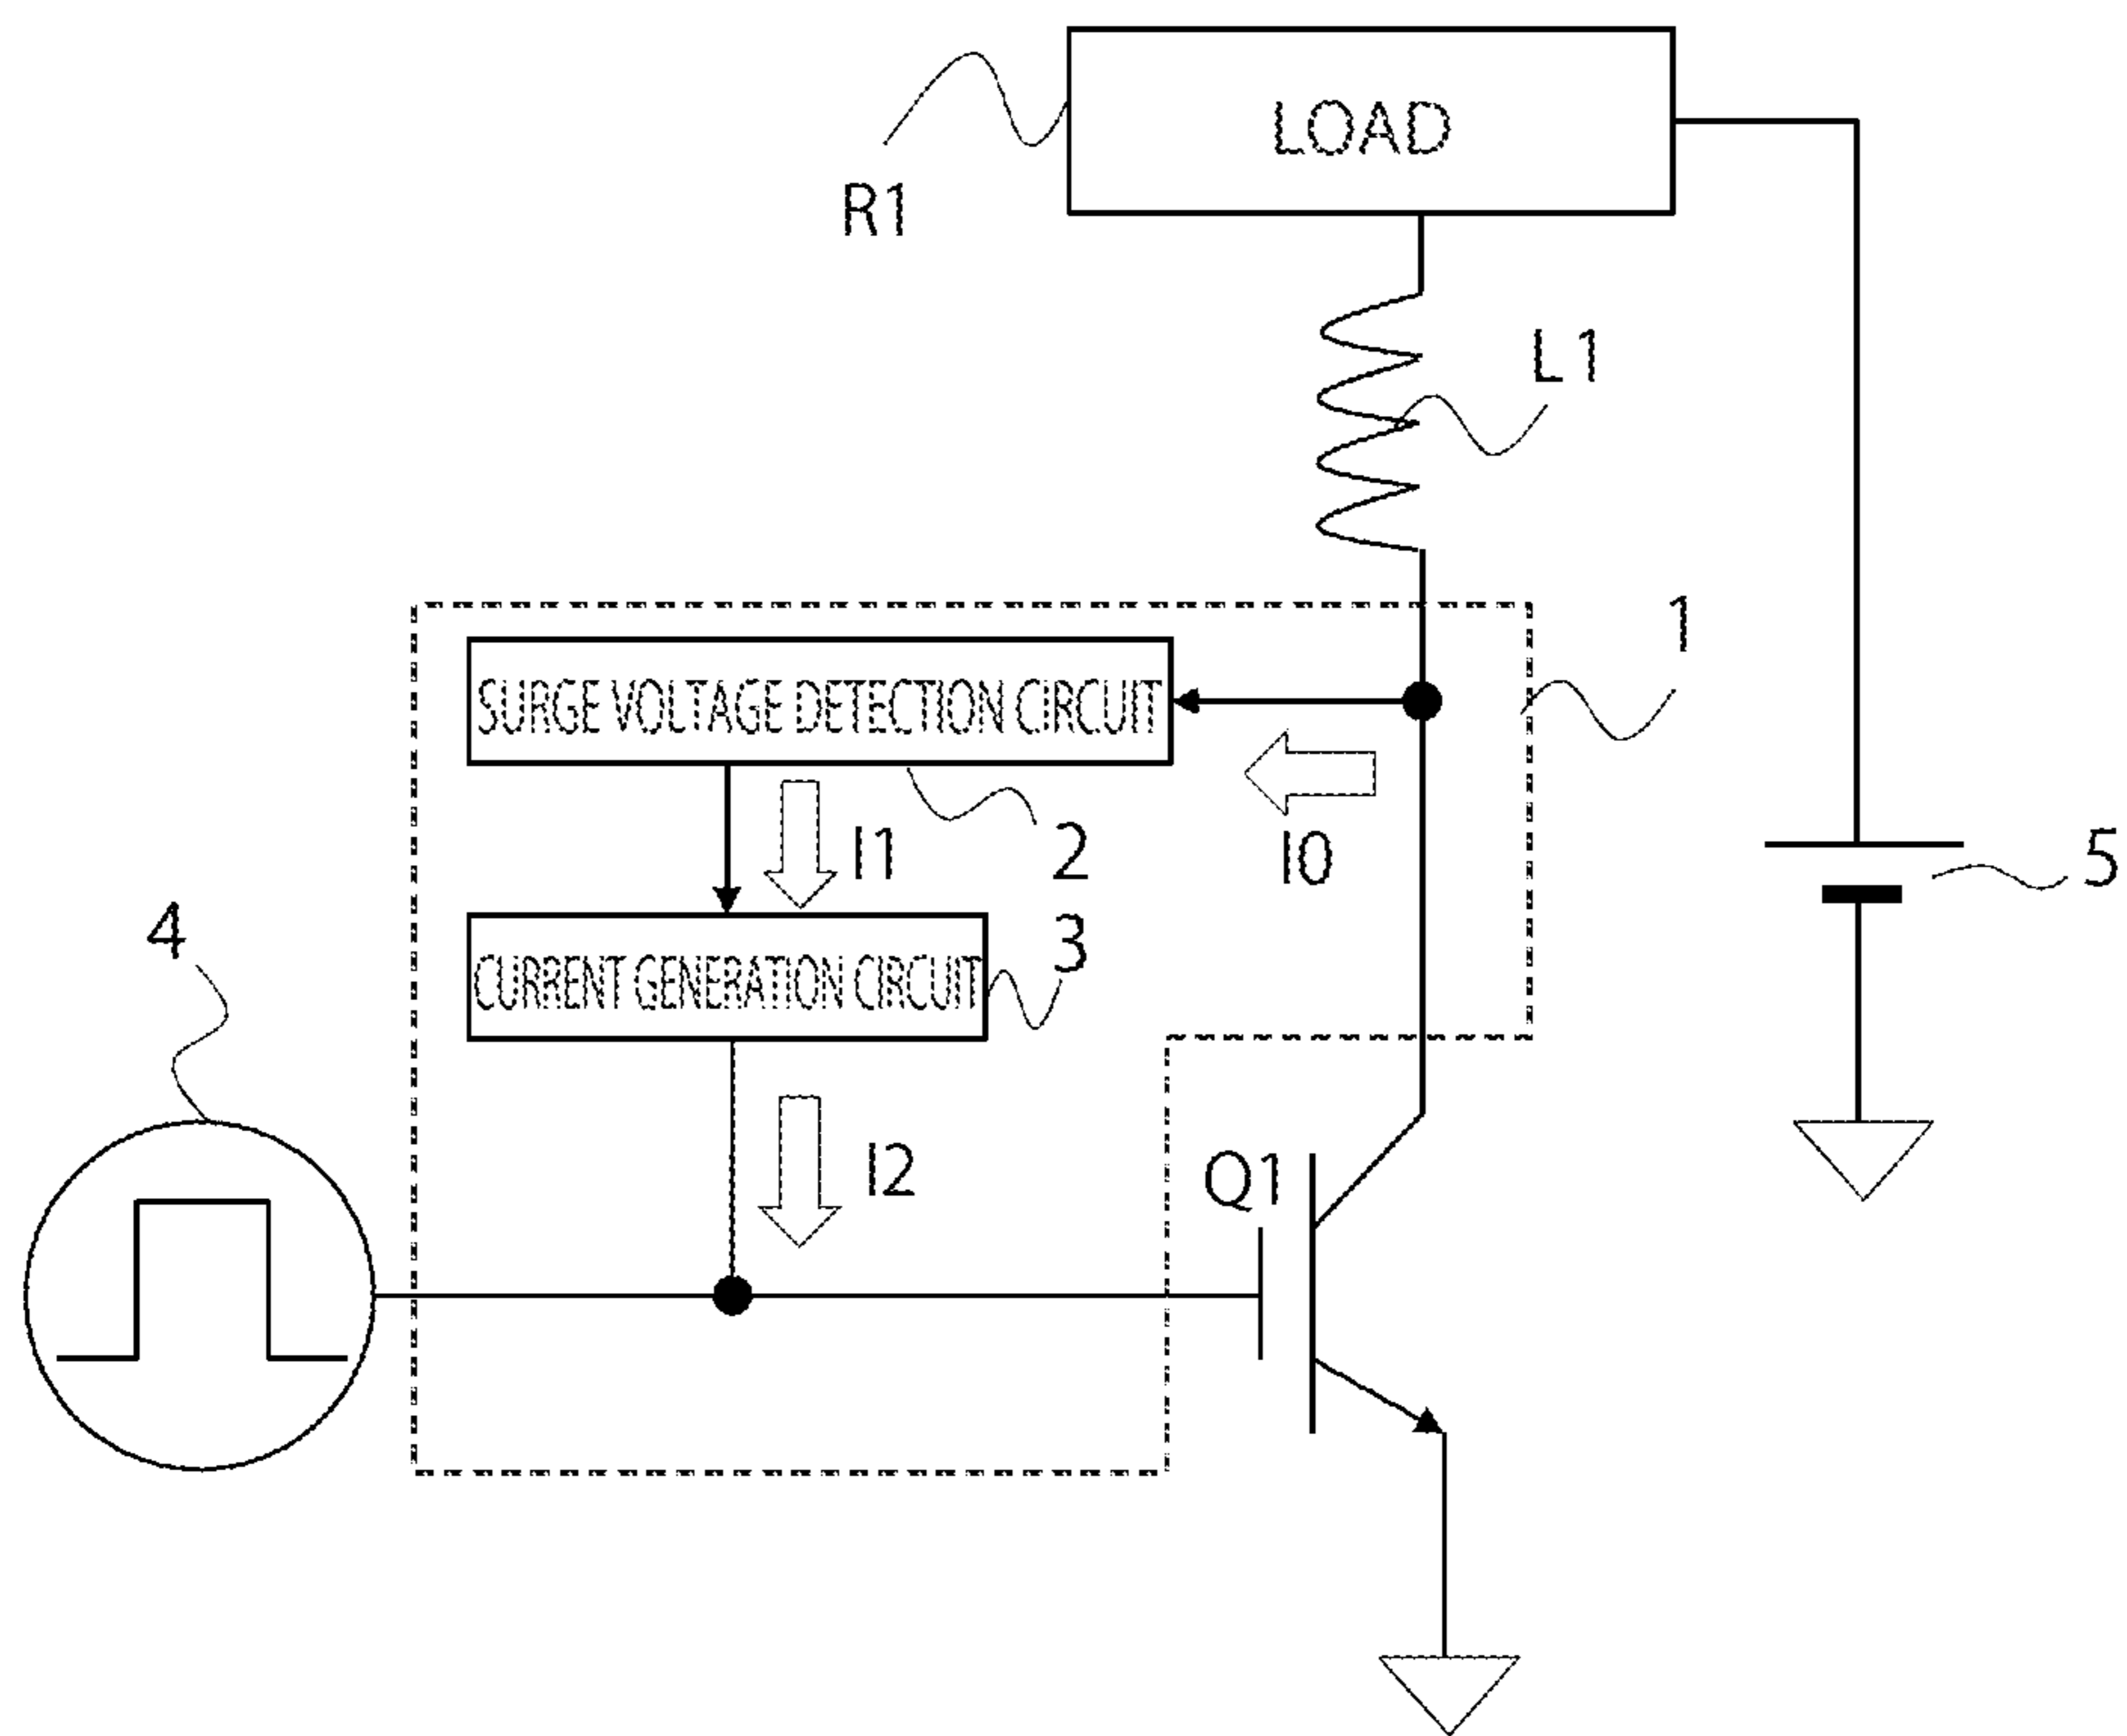 LOAD
R1
L1
1
SURGE VOLTAGE DETECTION CIRCUIT
I1
2
I0
5
4
3
CURRENT GENERATION CIRCUIT
I2
Q1